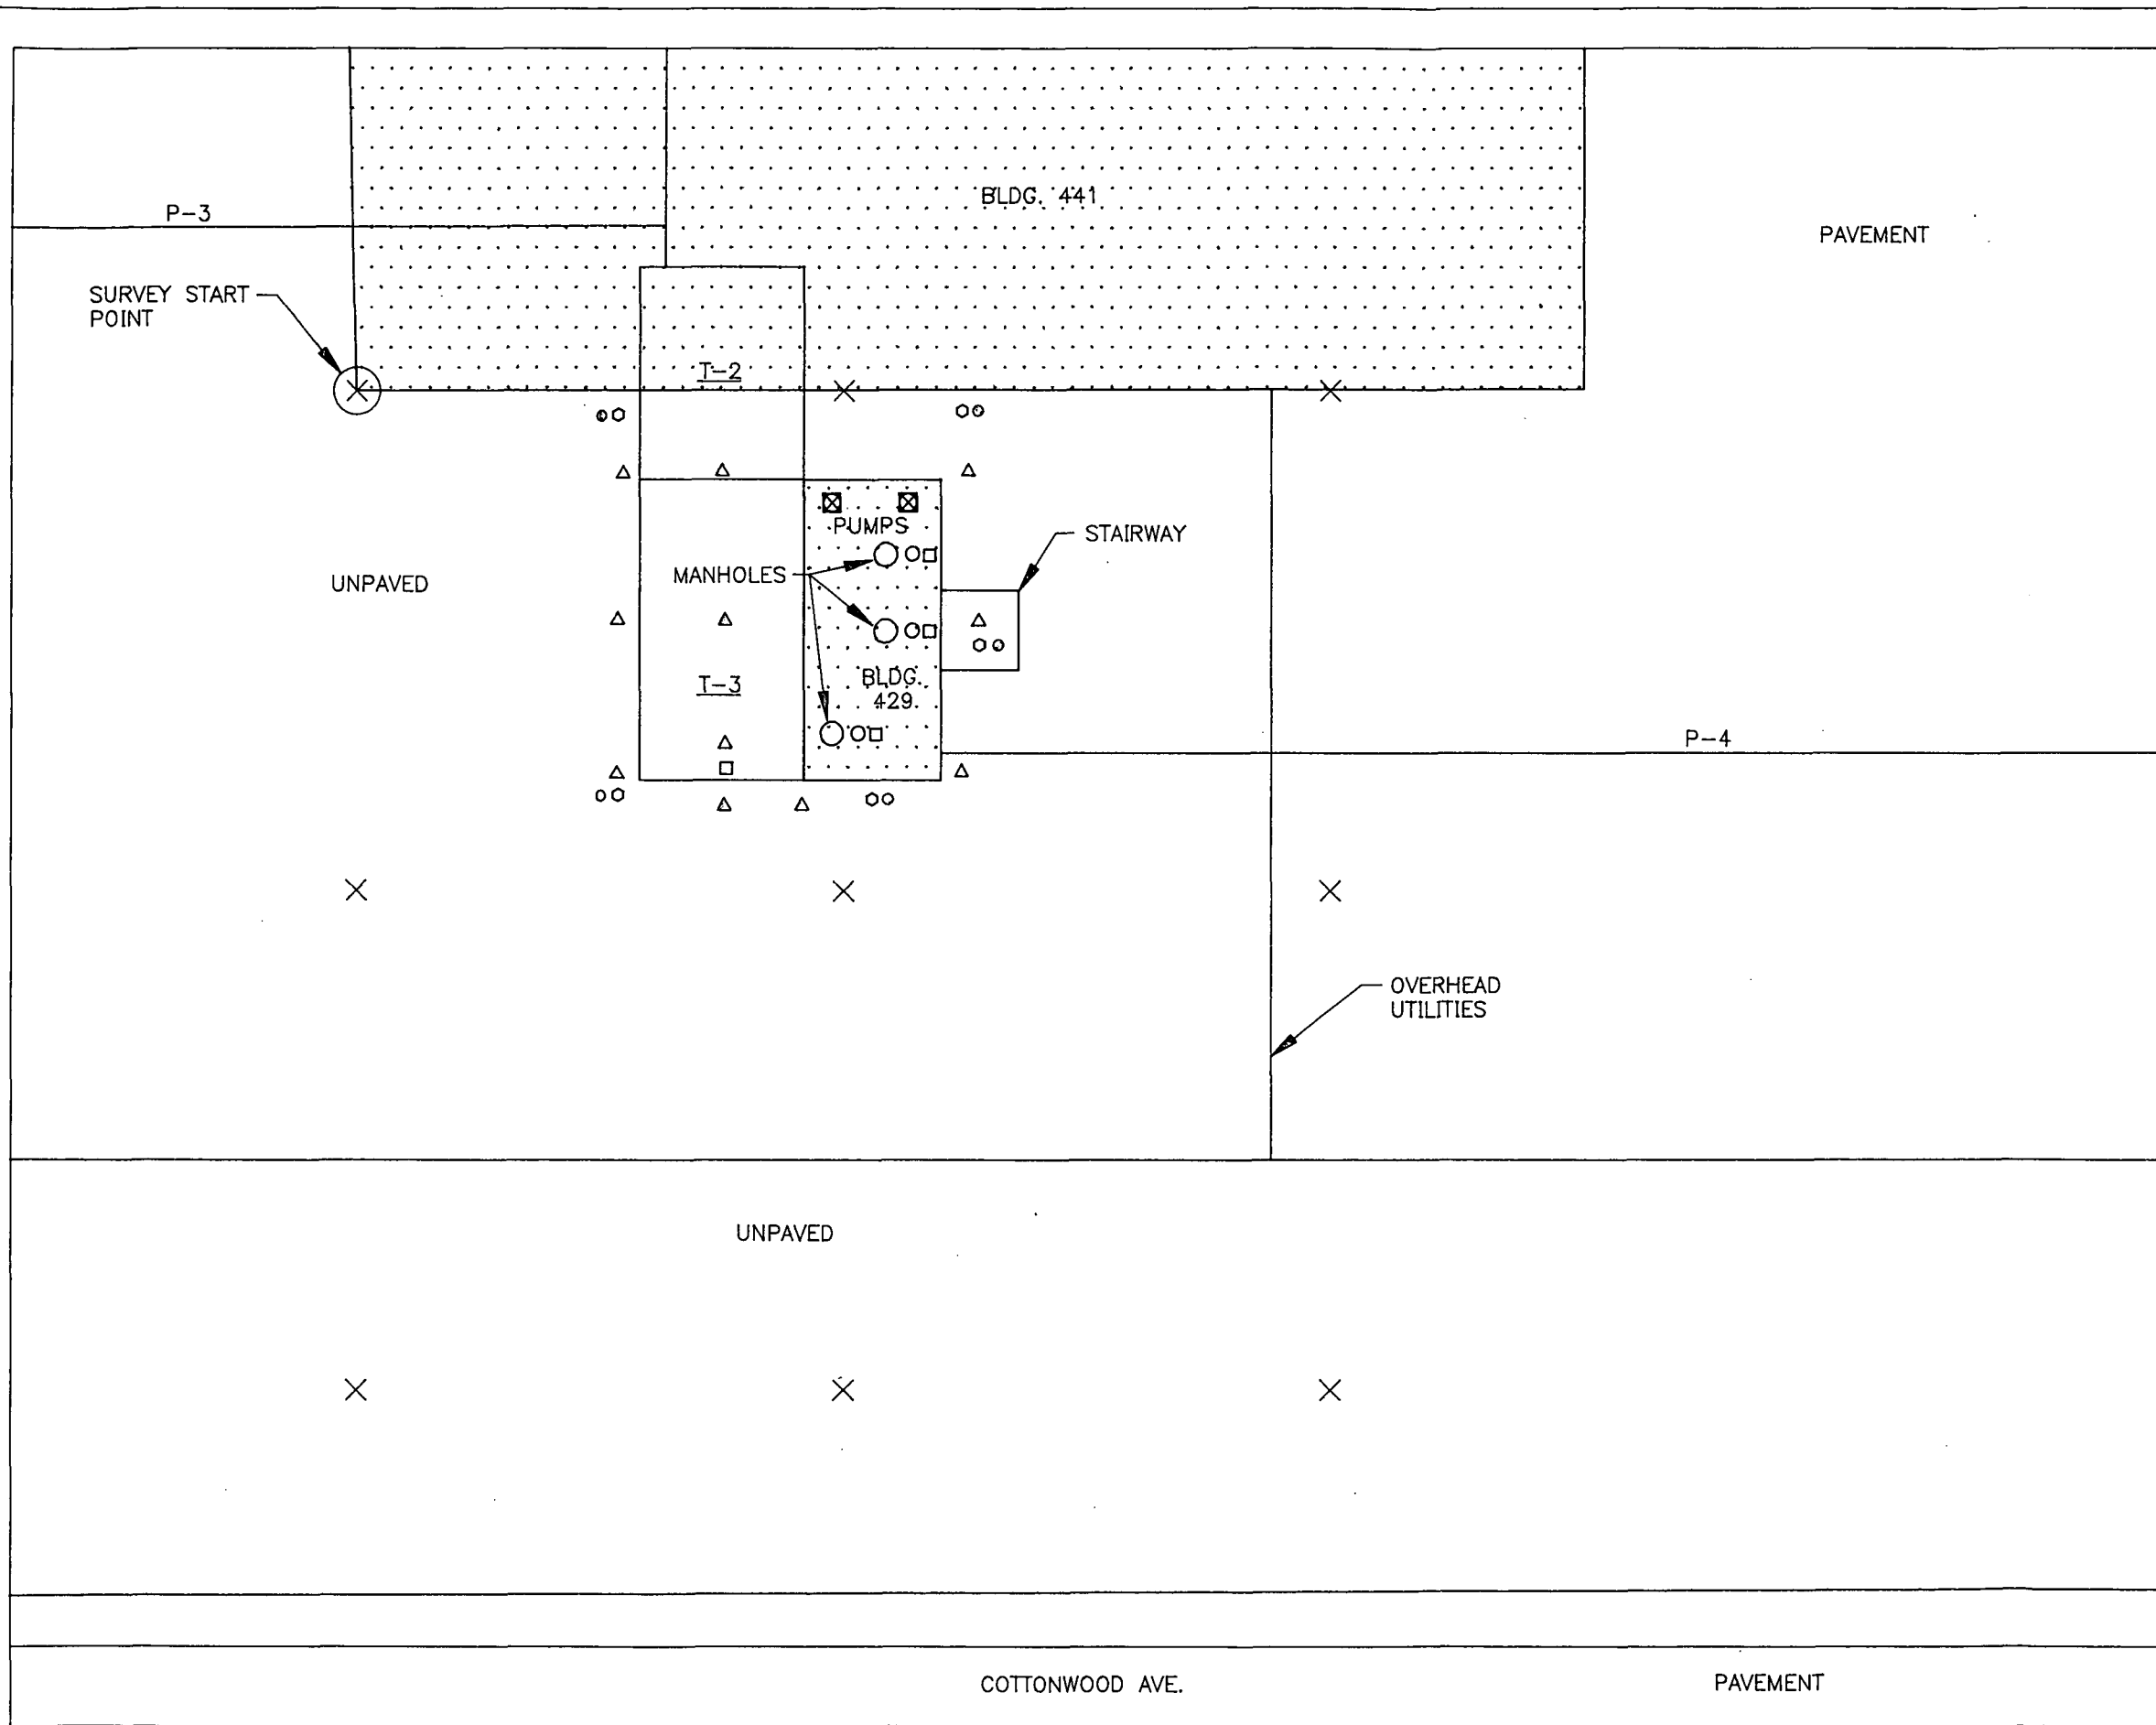 BLDG. 441
P-3
PAVEMENT
SURVEY START
POINT
T-2
PUMPS
STAIRWAY
MANHOLES
UNPAVED
BLDG.
429
T-3
P-4
OVERHEAD
UTILITIES
UNPAVED
COTTONWOOD AVE.
PAVEMENT